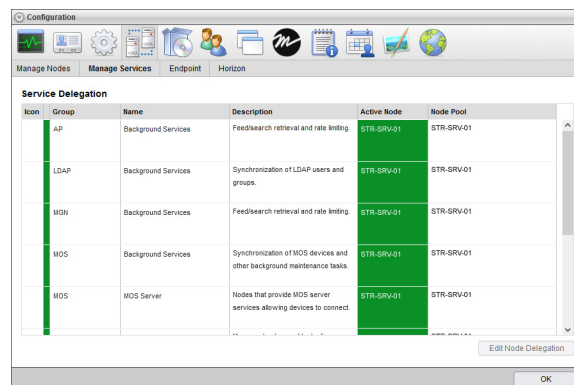 Configuration
16
Manage Nodes Manage Services Endpoint Horizon
Service Delegation
Icon Group Name Description Active Node Node Pool
AP Background Services Feed/search retrieval and rate limiting. STR-SRV-01 STR-SRV-01
LDAP Background Services Synchronization of LDAP users and STR-SRV-01 STR-SRV-01
groups.
MGN Background Services Feed/search retrieval and rate limiting. STR-SRV-01 STR-SRV-01
MOS Background Services Synchronization of MOS devices and STR-SRV-01 STR-SRV-01
other background maintenance tasks.
MOS MOS Server Nodes that provide MOS server STR-SRV-01 STR-SRV-01
services allowing devices to connect.
Edit Node Delegation
OK